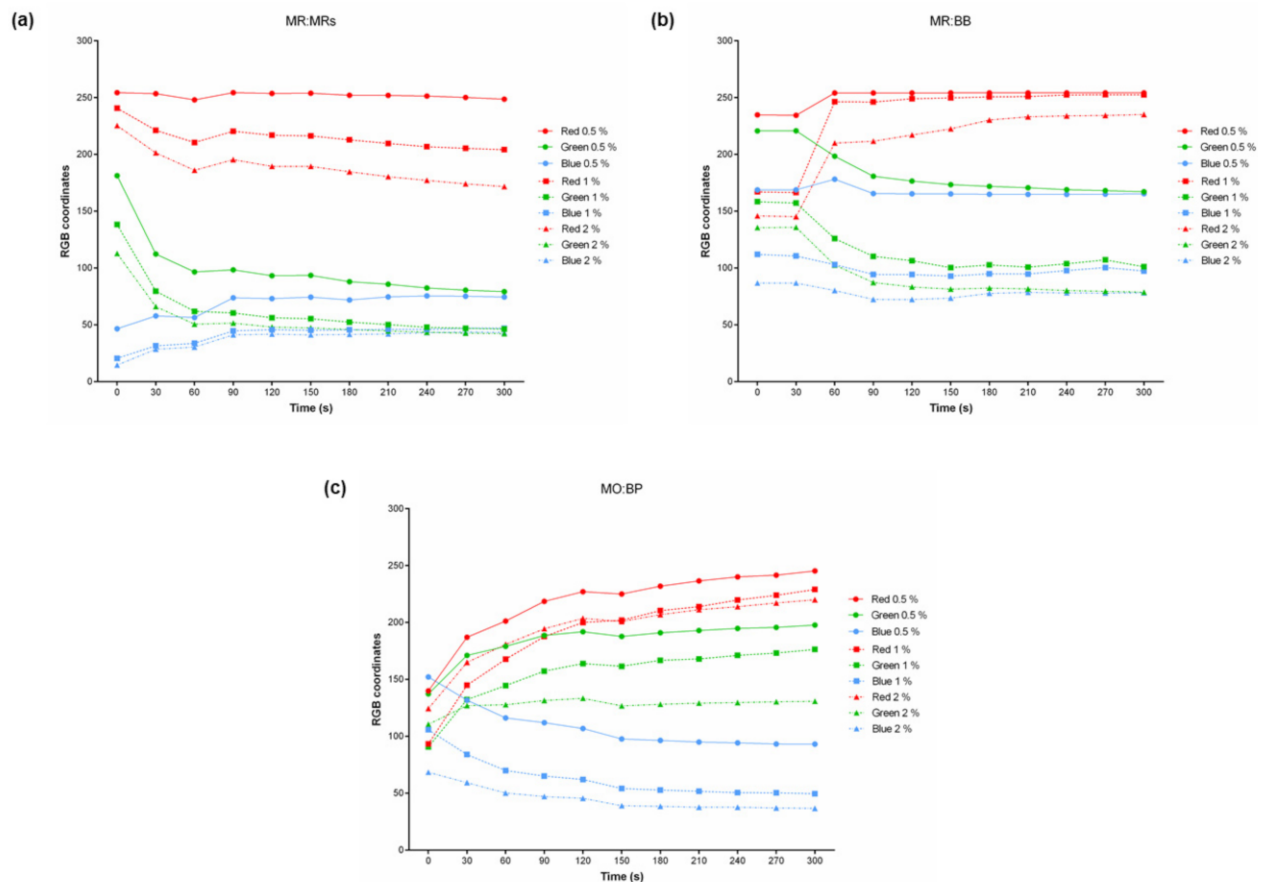 (a)
MR:MRs
RGB coordinates
300
250
200
150
100
50
0
0 30 60 90 120 150 180 210 240 270 300
Time (s)
Red 0.5 %
Green 0.5 %
Blue 0.5 %
Red 1 %
Green 1 %
Blue 1 %
Red 2 %
Green 2 %
Blue 2 %
(b)
MR:BB
RGB coordinates
300
250
200
150
100
50
0
0 30 60 90 120 150 180 210 240 270 300
Time (s)
Red 0.5 %
Green 0.5 %
Blue 0.5 %
Red 1 %
Green 1 %
Blue 1 %
Red 2 %
Green 2 %
Blue 2 %
(c)
MO:BP
RGB coordinates
300
250
200
150
100
50
0
0 30 60 90 120 150 180 210 240 270 300
Time (s)
Red 0.5 %
Green 0.5 %
Blue 0.5 %
Red 1 %
Green 1 %
Blue 1 %
Red 2 %
Green 2 %
Blue 2 %